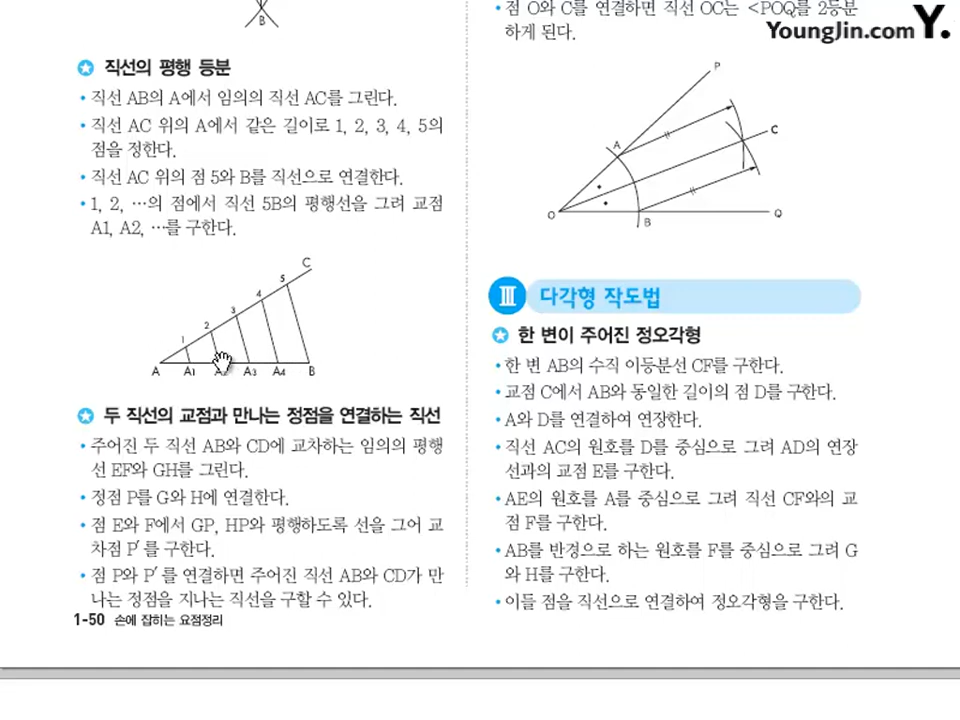 B
직선의 평행 등분
• 직선 AB의 A에서 임의의 직선 AC를 그린다.
• 직선 AC 위의 A에서 같은 길이로 1, 2, 3, 4, 5의
점을 정한다.
• 직선 AC 위의 점 5와 B를 직선으로 연결한다.
• 1, 2, …의 점에서 직선 5B의 평행선을 그려 교점
A1, A2, …를 구한다.
C
5
4
3
2
1
A A1 A2 A3 A4 B
두 직선의 교점과 만나는 정점을 연결하는 직선
• 주어진 두 직선 AB와 CD에 교차하는 임의의 평행
선 EF와 GH를 그린다.
• 정점 P를 G와 H에 연결한다.
• 점 E와 F에서 GP, HP와 평행하도록 선을 그어 교
차점 P′를 구한다.
• 점 P와 P′를 연결하면 주어진 직선 AB와 CD가 만
나는 정점을 지나는 직선을 구할 수 있다.
1-50 손에 잡히는 요점정리
• 점 O와 C를 연결하면 직선 OC는 <POQ를 2등분
하게 된다.
YoungJin.com Y.
P
C
A
O
B
Q
Ⅲ 다각형 작도법
한 변이 주어진 정오각형
• 한 변 AB의 수직 이등분선 CF를 구한다.
• 교점 C에서 AB와 동일한 길이의 점 D를 구한다.
• A와 D를 연결하여 연장한다.
• 직선 AC의 원호를 D를 중심으로 그려 AD의 연장
선과의 교점 E를 구한다.
• AE의 원호를 A를 중심으로 그려 직선 CF와의 교
점 F를 구한다.
• AB를 반경으로 하는 원호를 F를 중심으로 그려 G
와 H를 구한다.
• 이들 점을 직선으로 연결하여 정오각형을 구한다.